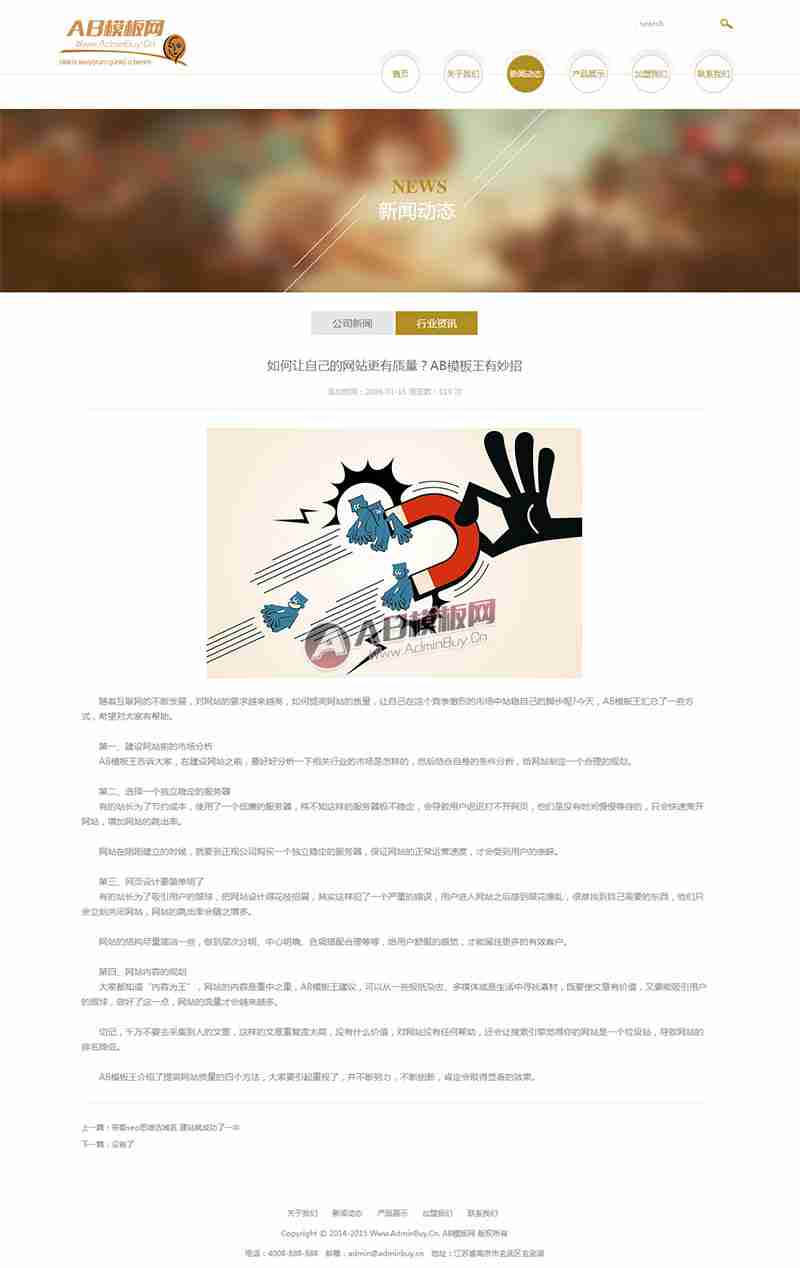 AB模板网
Www.AdminBuy.Cn
search
首页
关于我们
新闻动态
产品展示
加盟我们
联系我们
NEWS
新闻动态
公司新闻
行业资讯
如何让自己的网站更有质量？AB模板王有妙招
AB模板网
www.AdminBuy.Cn
随着互联网的不断发展，对网站的要求越来越高，如何提高网站的质量，让自己在这个竞争激烈的市场中站稳自己的脚步呢?今天，AB模板王汇总了一些方
式，希望对大家有帮助。
第一、建设网站前的市场分析
AB模板王告诉大家，在建设网站之前，要好好分析一下相关行业的市场是怎样的，然后结合自身的条件分析，给网站制定一个合理的规划。
第二、选择一个独立稳定的服务器
有的站长为了节约成本，使用了一个低廉的服务器，殊不知这样的服务器极不稳定，会导致用户迟迟打不开网页，他们是没有时间慢慢等待的，只会快速离开
网站，增加网站的跳出率。
网站在刚刚建立的时候，就要到正规公司购买一个独立稳定的服务器，保证网站的正常运营速度，才会受到用户的亲睐。
第三、网页设计要简单明了
有的站长为了吸引用户的眼球，把网站设计得花枝招展，其实这样犯了一个严重的错误，用户进入网站之后感到眼花缭乱，很难找到自己需要的东西，他们只
会立刻关闭网站，网站的跳出率会随之增多。
网站的结构尽量简洁一些，做到层次分明、中心明确、色调搭配合理等等，给用户舒服的感觉，才能留住更多的有效客户。
第四、网站内容的规划
大家都知道“内容为王”，网站的内容是重中之重，AB模板王建议，可以从一些报纸杂志、多媒体或是生活中寻找素材，既要使文章有价值，又要能吸引用户
的眼球，做好了这一点，网站的流量才会越来越多。
切记，千万不要去采集别人的文章，这样的文章重复度太高，没有什么价值，对网站没有任何帮助，还会让搜索引擎觉得你的网站是一个垃圾站，导致网站的
排名降低。
AB模板王介绍了提高网站质量的四个方法，大家要引起重视了，并不断努力，不断创新，肯定会取得显著的效果。
上一篇：带着seo思维选域名 建站就成功了一半
下一篇：没有了
关于我们 新闻动态 产品展示 加盟我们 联系我们
Copyright © 2014-2015 Www.AdminBuy.Cn. AB模板网 版权所有
电话：4008-888-888 邮箱：admin@adminbuy.cn 地址：江苏省南京市玄武区玄武湖